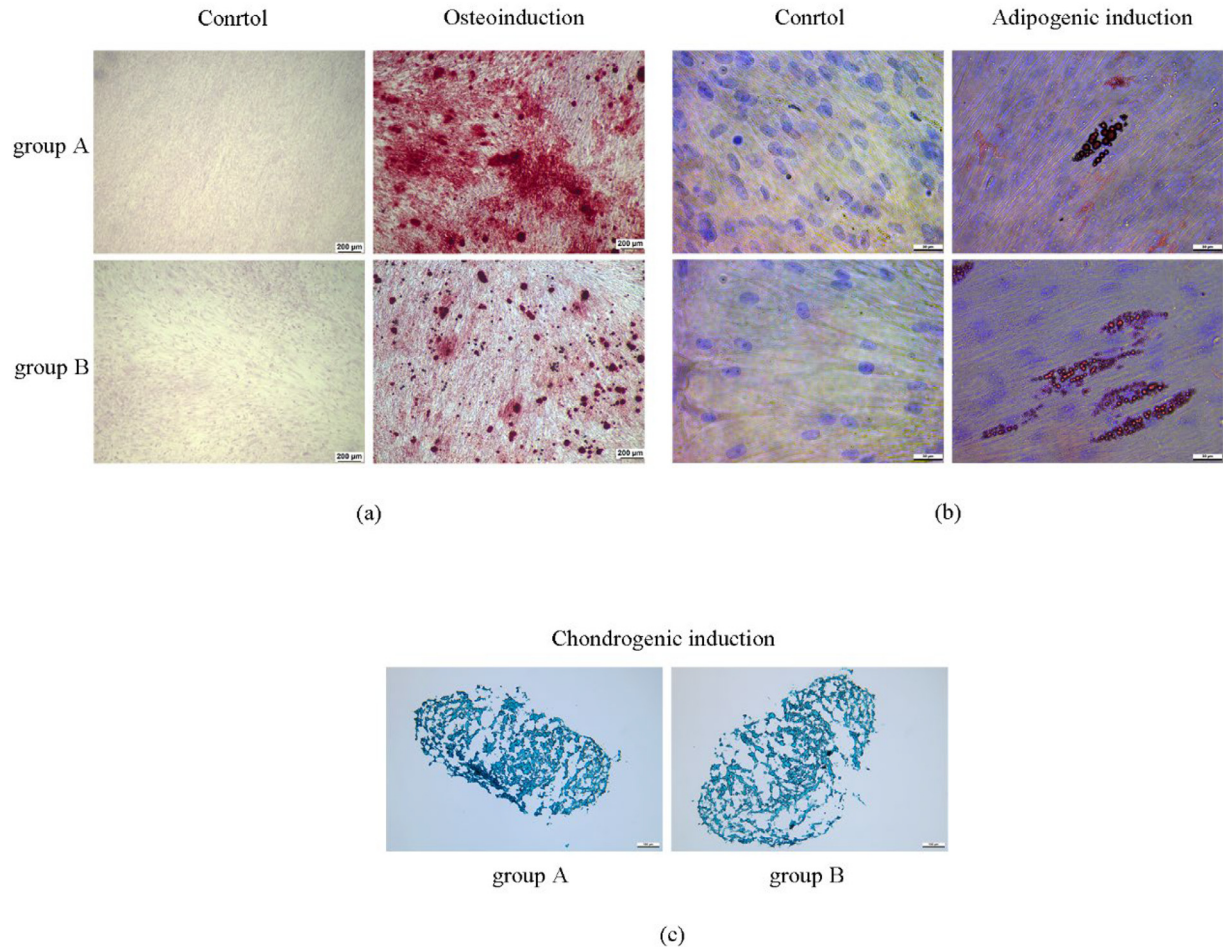 Conrtol Osteoinduction Conrtol Adipogenic induction
group A
200 µm 200 µm
group B
200 µm 200 µm
(a) (b)
Chondrogenic induction
group A group B
(c)